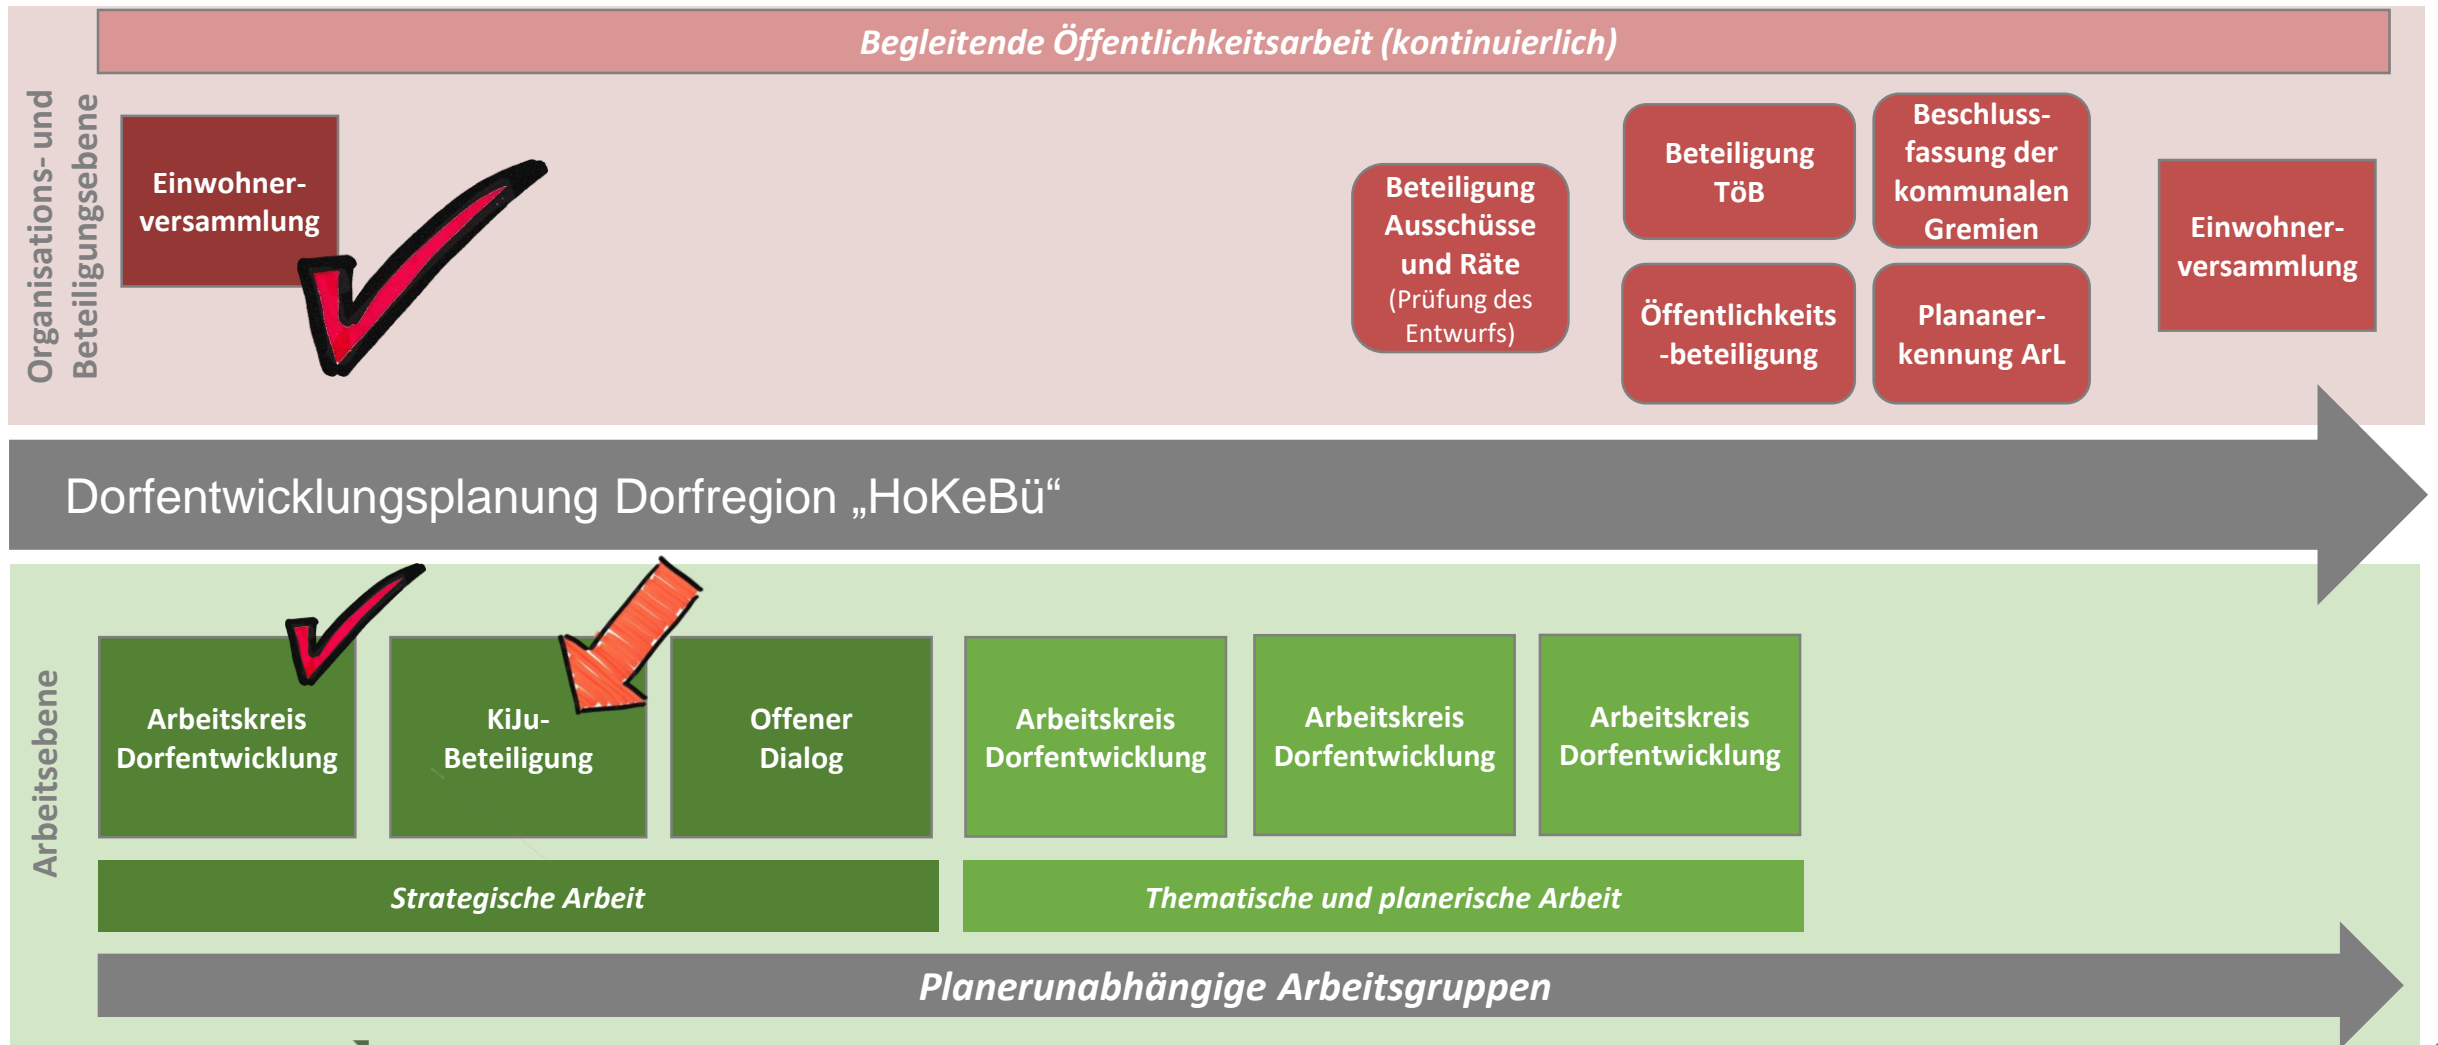 Begleitende Öffentlichkeitsarbeit (kontinuierlich)
Organisations- und
Beteiligungsebene
Einwohner-
versammlung
Beteiligung
Ausschüsse
und Räte
(Prüfung des
Entwurfs)
Beteiligung
TöB
Öffentlichkeits
-beteiligung
Beschluss-
fassung der
kommunalen
Gremien
Plananer-
kennung ArL
Einwohner-
versammlung
Dorfentwicklungsplanung Dorfregion „HoKeBü“
Arbeitsebene
Arbeitskreis
Dorfentwicklung
KiJu-
Beteiligung
Offener
Dialog
Arbeitskreis
Dorfentwicklung
Arbeitskreis
Dorfentwicklung
Arbeitskreis
Dorfentwicklung
Strategische Arbeit
Thematische und planerische Arbeit
Planerunabhängige Arbeitsgruppen